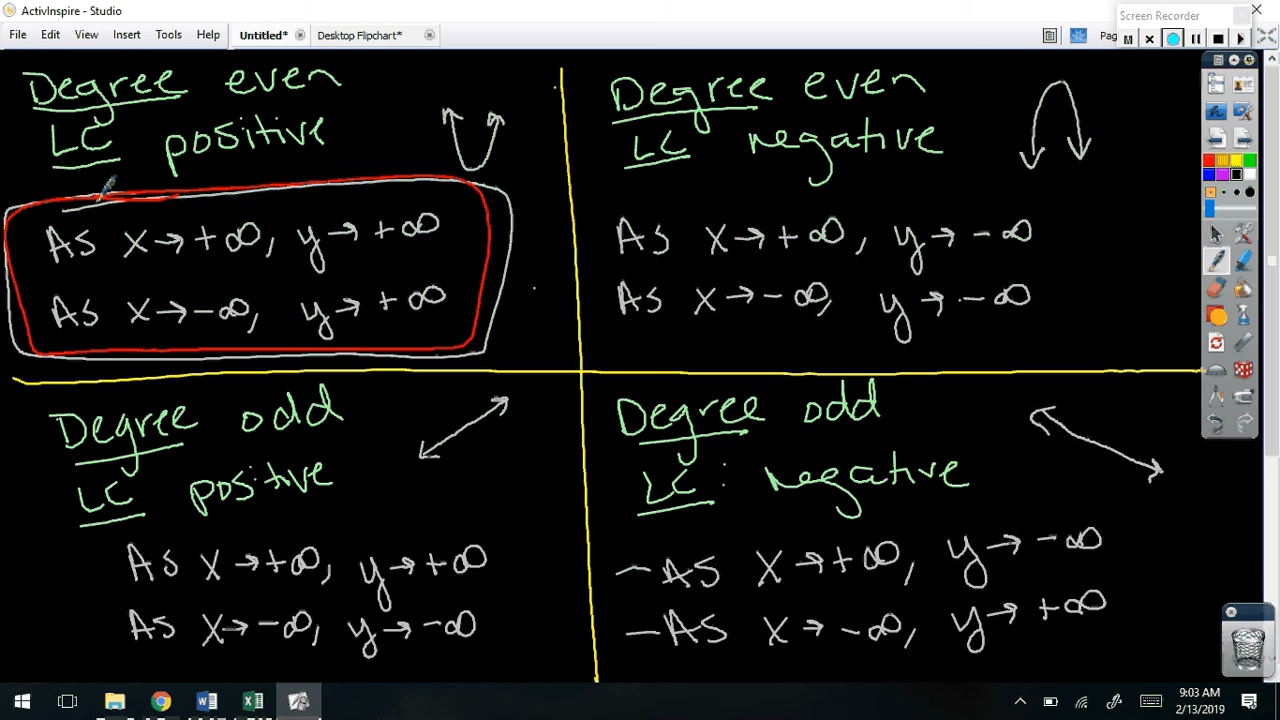 ActivInspire - Studio
Screen Recorder
File Edit View Insert Tools Help Untitled* Desktop Flipchart* Pag
Degree even
LC positive
As x→+∞, y→+∞
As x→-∞, y→+∞
Degree even
LC negative
As x→+∞, y→-∞
As x→-∞, y→-∞
Degree odd
LC positive
As x→+∞, y→+∞
As x→-∞, y→-∞
Degree odd
LC: negative
-As x→+∞, y→-∞
-As x→-∞, y→+∞
9:03 AM
2/13/2019